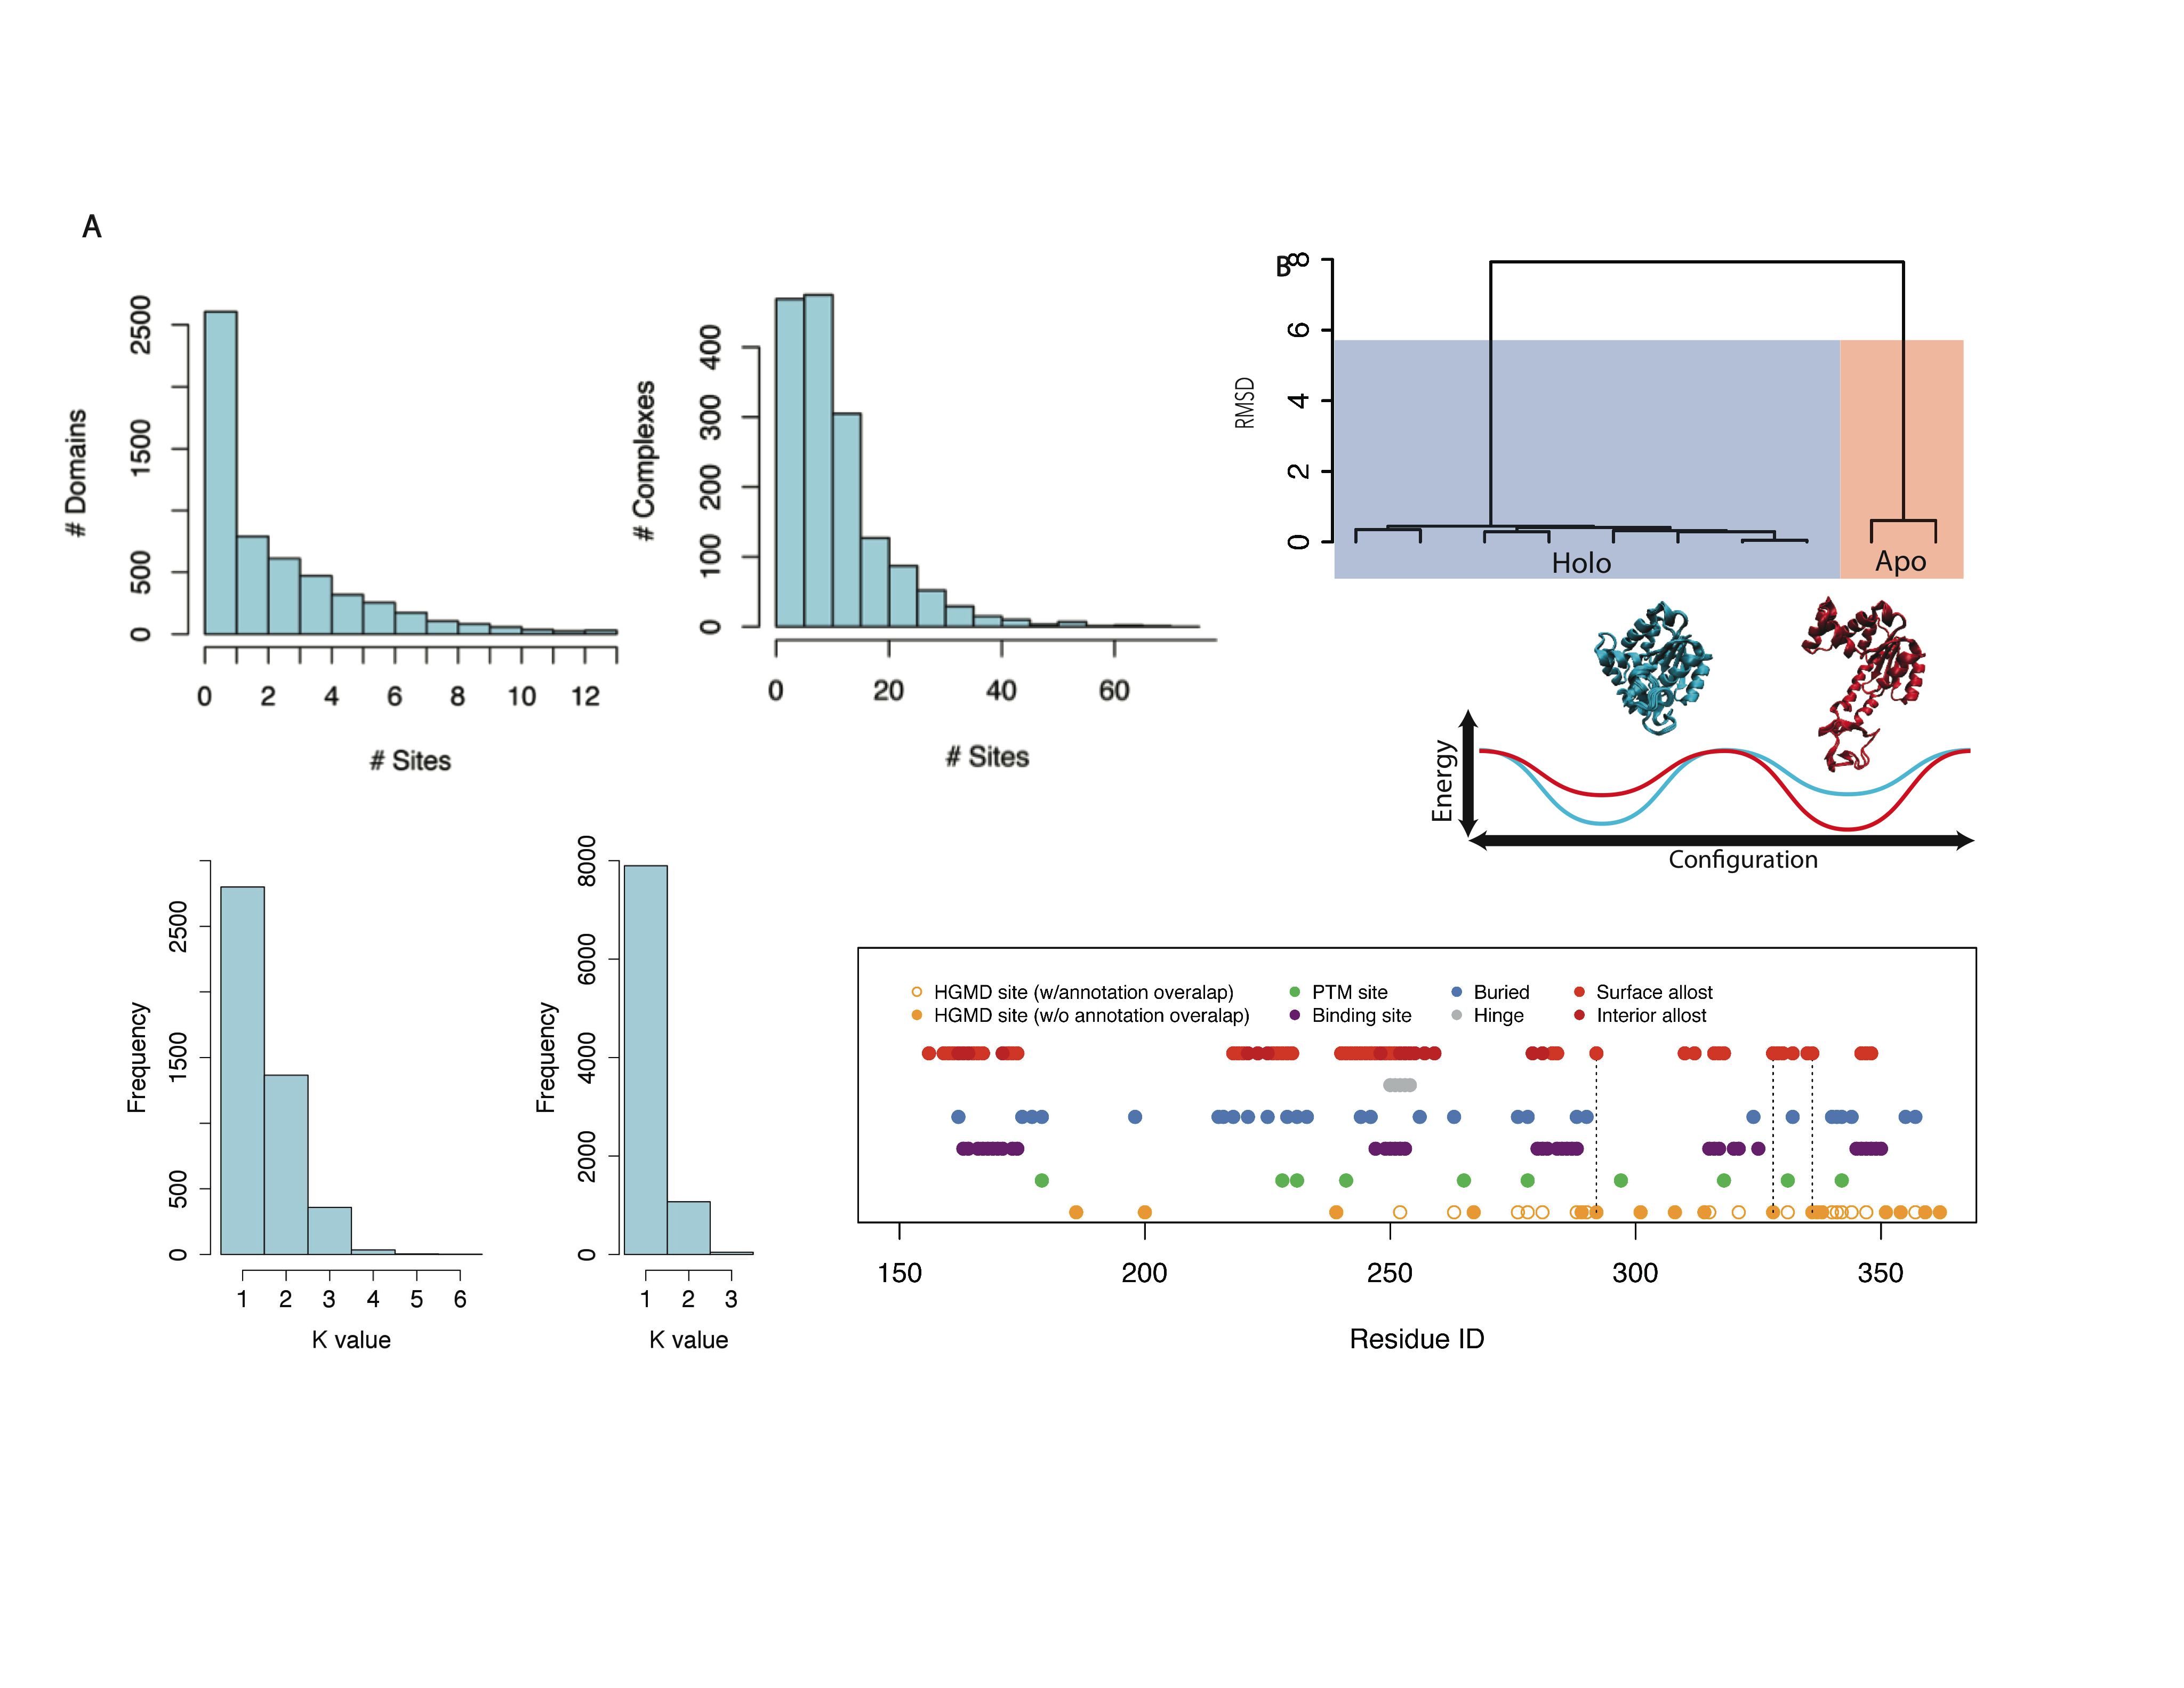 A
# Domains
2500
1500
500
0
0 2 4 6 8 10 12
# Sites
# Complexes
400
300
200
100
0
0 20 40 60
# Sites
B
RMSD
8
6
4
2
0
Holo
Apo
Energy
Configuration
Frequency
2500
1500
500
0
1 2 3 4 5 6
K value
Frequency
8000
6000
4000
2000
0
1 2 3
K value
HGMD site (w/annotation overalap)
HGMD site (w/o annotation overalap)
PTM site
Binding site
Buried
Hinge
Surface allost
Interior allost
150 200 250 300 350
Residue ID